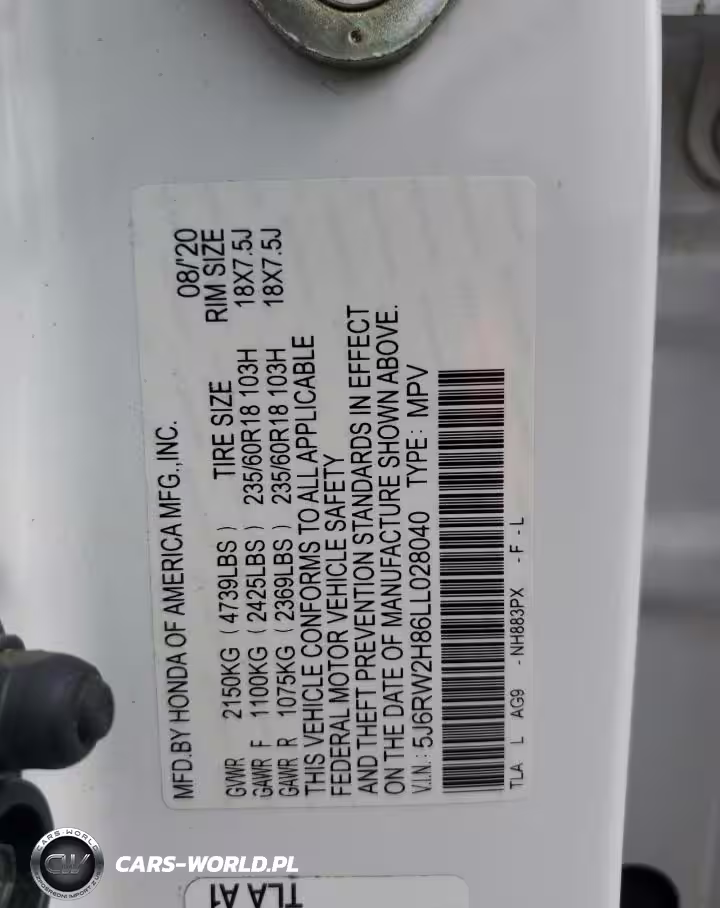 MFD.BY HONDA OF AMERICA MFG.,INC. 08/'20
TIRE SIZE RIM SIZE
GVWR 2150KG ( 4739LBS )
GAWR F 1100KG ( 2425LBS ) 235/60R18 103H 18X7.5J
GAWR R 1075KG ( 2369LBS ) 235/60R18 103H 18X7.5J
THIS VEHICLE CONFORMS TO ALL APPLICABLE
FEDERAL MOTOR VEHICLE SAFETY
AND THEFT PREVENTION STANDARDS IN EFFECT
ON THE DATE OF MANUFACTURE SHOWN ABOVE.
V.I.N.: 5J6RW2H86LL028040 TYPE: MPV
TLA L AG9 -NH883PX -F-L
TLA A1
CARS-WORLD
CW
CARS-WORLD.PL